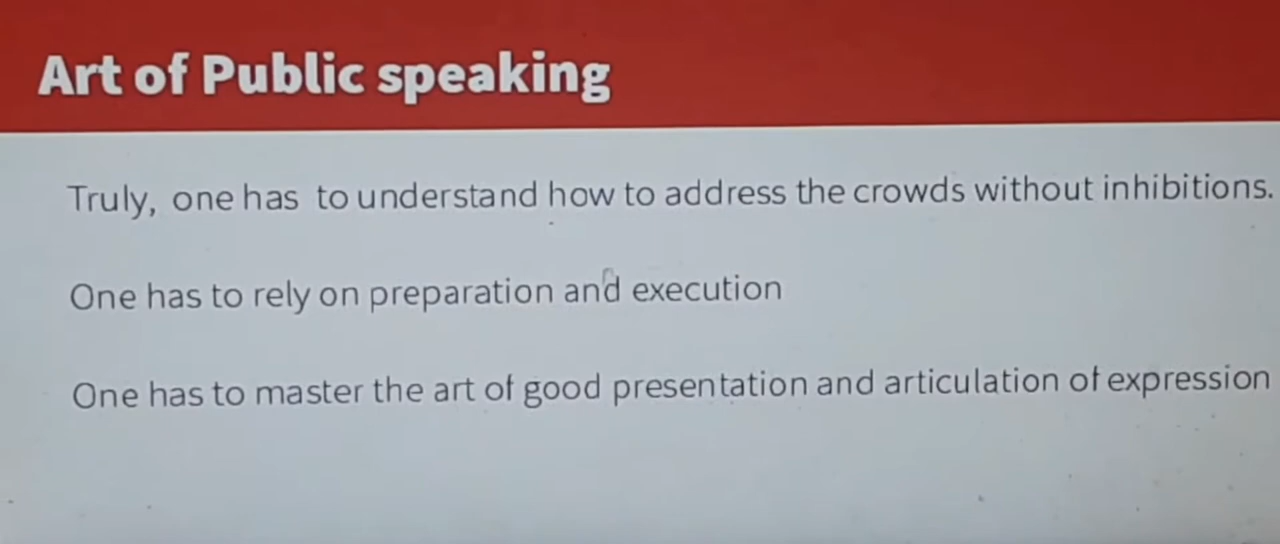 Art of Public speaking
Truly, one has to understand how to address the crowds without inhibitions.
One has to rely on preparation and execution
One has to master the art of good presentation and articulation of expression